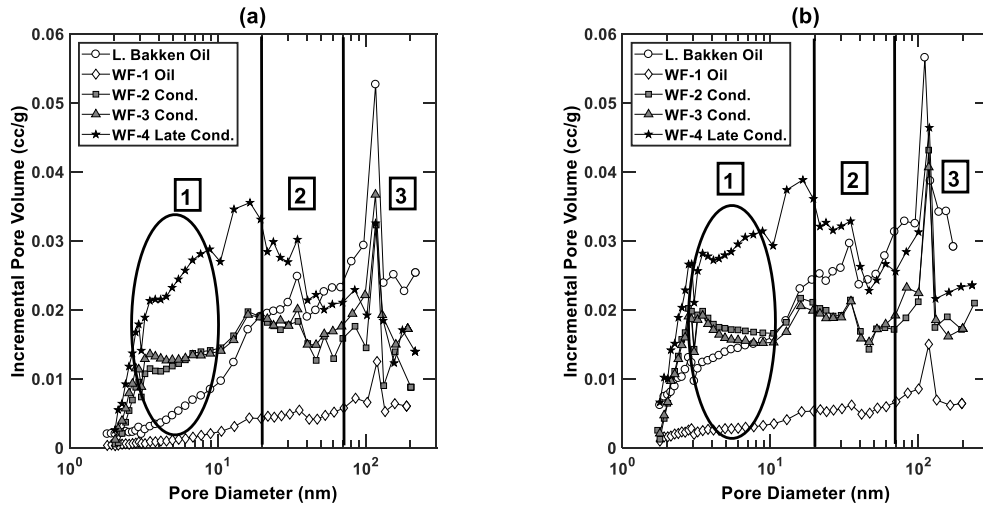 (a)
0.06
0.05
0.04
0.03
0.02
0.01
0
Incremental Pore Volume (cc/g)
L. Bakken Oil
WF-1 Oil
WF-2 Cond.
WF-3 Cond.
WF-4 Late Cond.
1
2
3
10^0
10^1
10^2
Pore Diameter (nm)
(b)
0.06
0.05
0.04
0.03
0.02
0.01
0
Incremental Pore Volume (cc/g)
L. Bakken Oil
WF-1 Oil
WF-2 Cond.
WF-3 Cond.
WF-4 Late Cond.
1
2
3
10^0
10^1
10^2
Pore Diameter (nm)